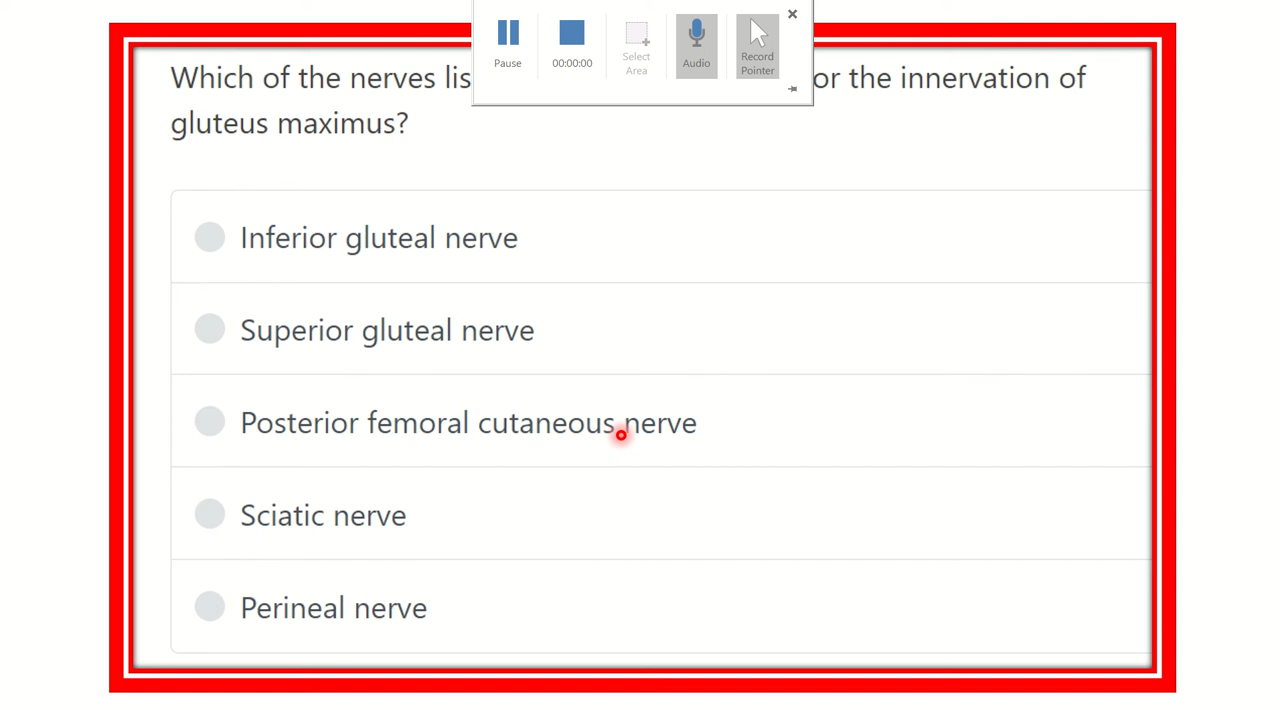 Pause
00:00:00
Select
Area
Audio
Record
Pointer
Which of the nerves lis
or the innervation of
gluteus maximus?
Inferior gluteal nerve
Superior gluteal nerve
Posterior femoral cutaneous nerve
Sciatic nerve
Perineal nerve